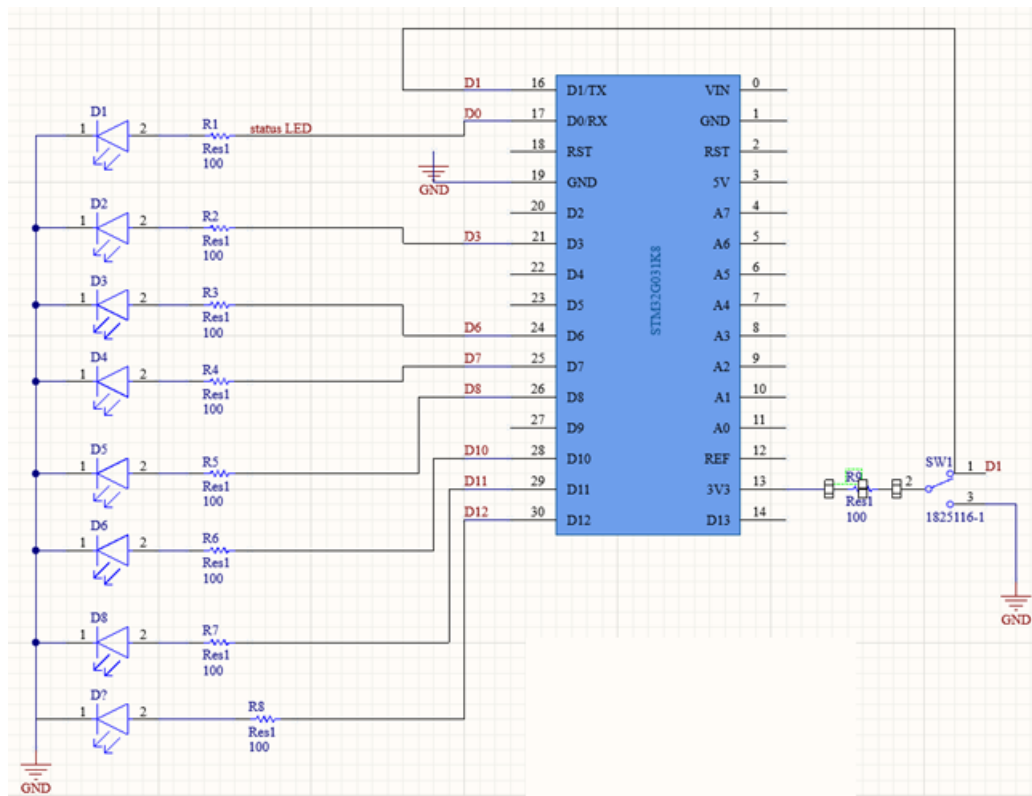 D1
1 2
R1
Res1
100
status LED
D2
1 2
R2
Res1
100
D3
1 2
R3
Res1
100
D4
1 2
R4
Res1
100
D5
1 2
R5
Res1
100
D6
1 2
R6
Res1
100
D8
1 2
R7
Res1
100
D?
1 2
R8
Res1
100
GND
GND
D1 16 D1/TX
D0 17 D0/RX
18 RST
19 GND
20 D2
D3 21 D3
22 D4
23 D5
D6 24 D6
D7 25 D7
D8 26 D8
27 D9
D10 28 D10
D11 29 D11
D12 30 D12
STM32G031K8
VIN 0
GND 1
RST 2
5V 3
A7 4
A6 5
A5 6
A4 7
A3 8
A2 9
A1 10
A0 11
REF 12
3V3 13
D13 14
R9
Res1
100
SW1
2
1 D1
3
1825116-1
GND